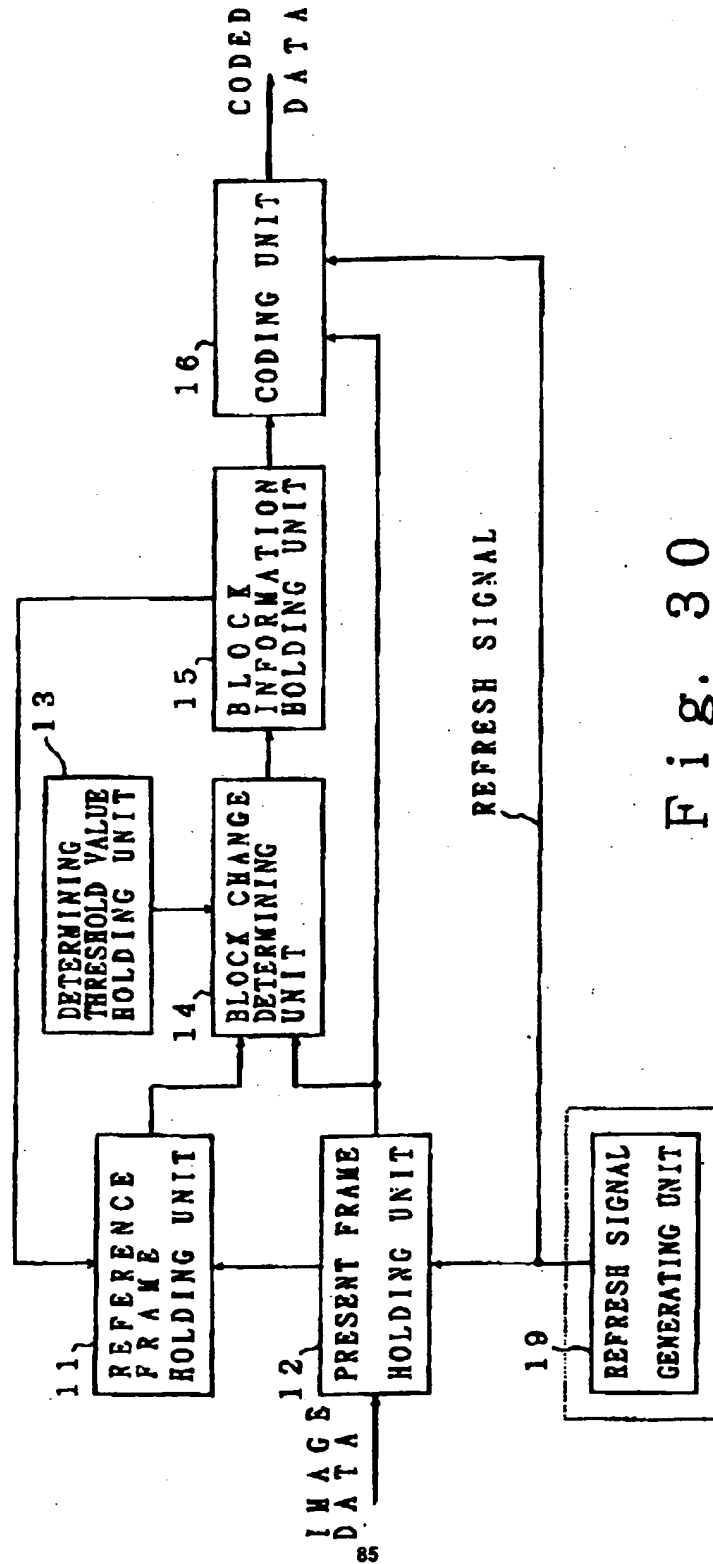 IMAGE
DATA
11
REFERENCE
FRAME
HOLDING UNIT
12
PRESENT FRAME
HOLDING UNIT
19
REFRESH SIGNAL
GENERATING UNIT
13
DETERMINING
THRESHOLD VALUE
HOLDING UNIT
14
BLOCK CHANGE
DETERMINING
UNIT
15
BLOCK
INFORMATION
HOLDING UNIT
16
CODING UNIT
CODED
DATA
REFRESH SIGNAL
Fig. 30
85